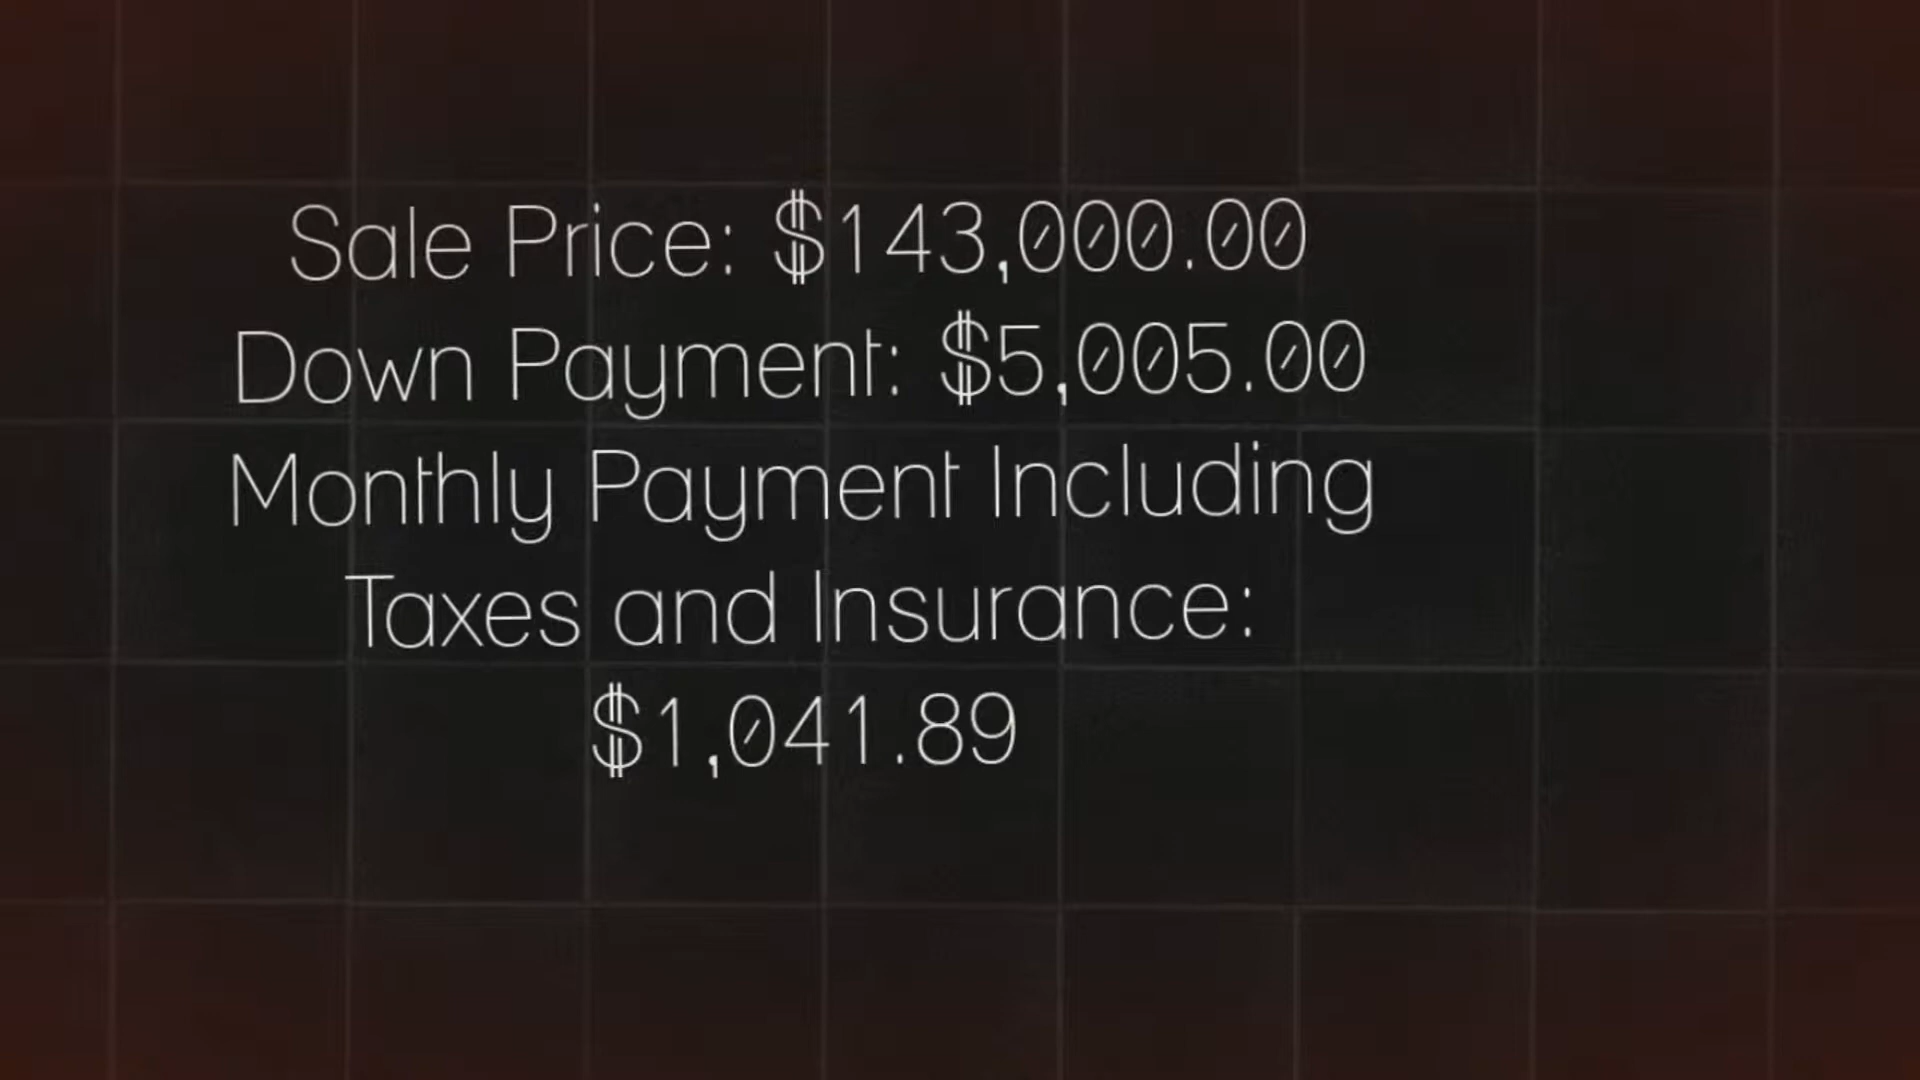 Sale Price: $143,000.00
Down Payment: $5,005.00
Monthly Payment Including
Taxes and Insurance:
$1,041.89